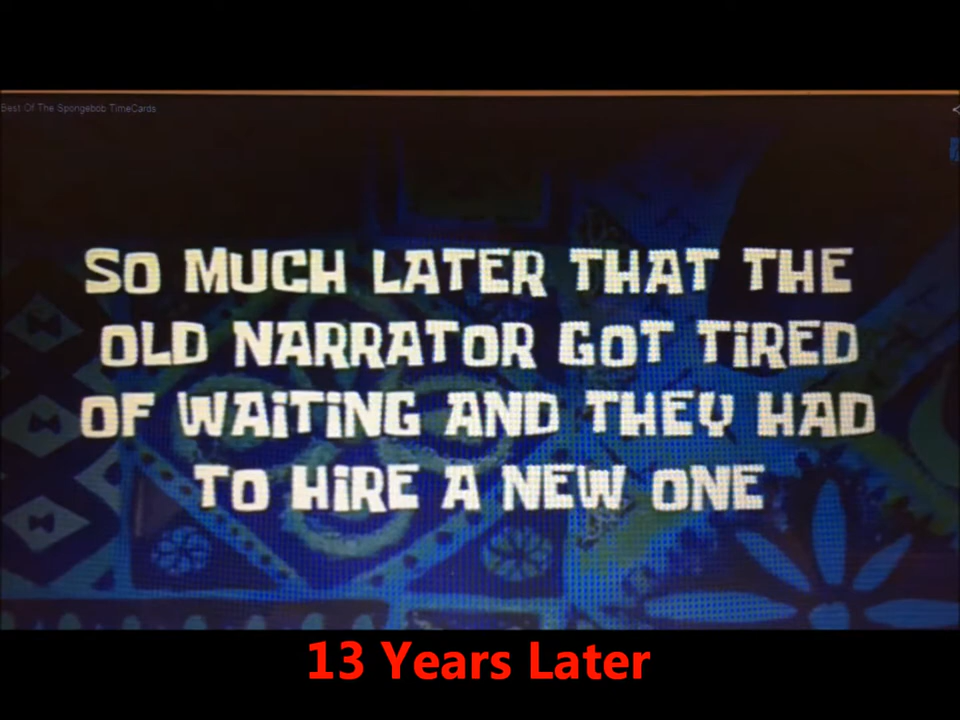 Best Of The Spongebob TimeCards
SO MUCH LATER THAT THE
OLD NARRATOR GOT TiRED
OF WAiTiNG AND THEY HAD
TO HiRE A NEW ONE
13 Years Later